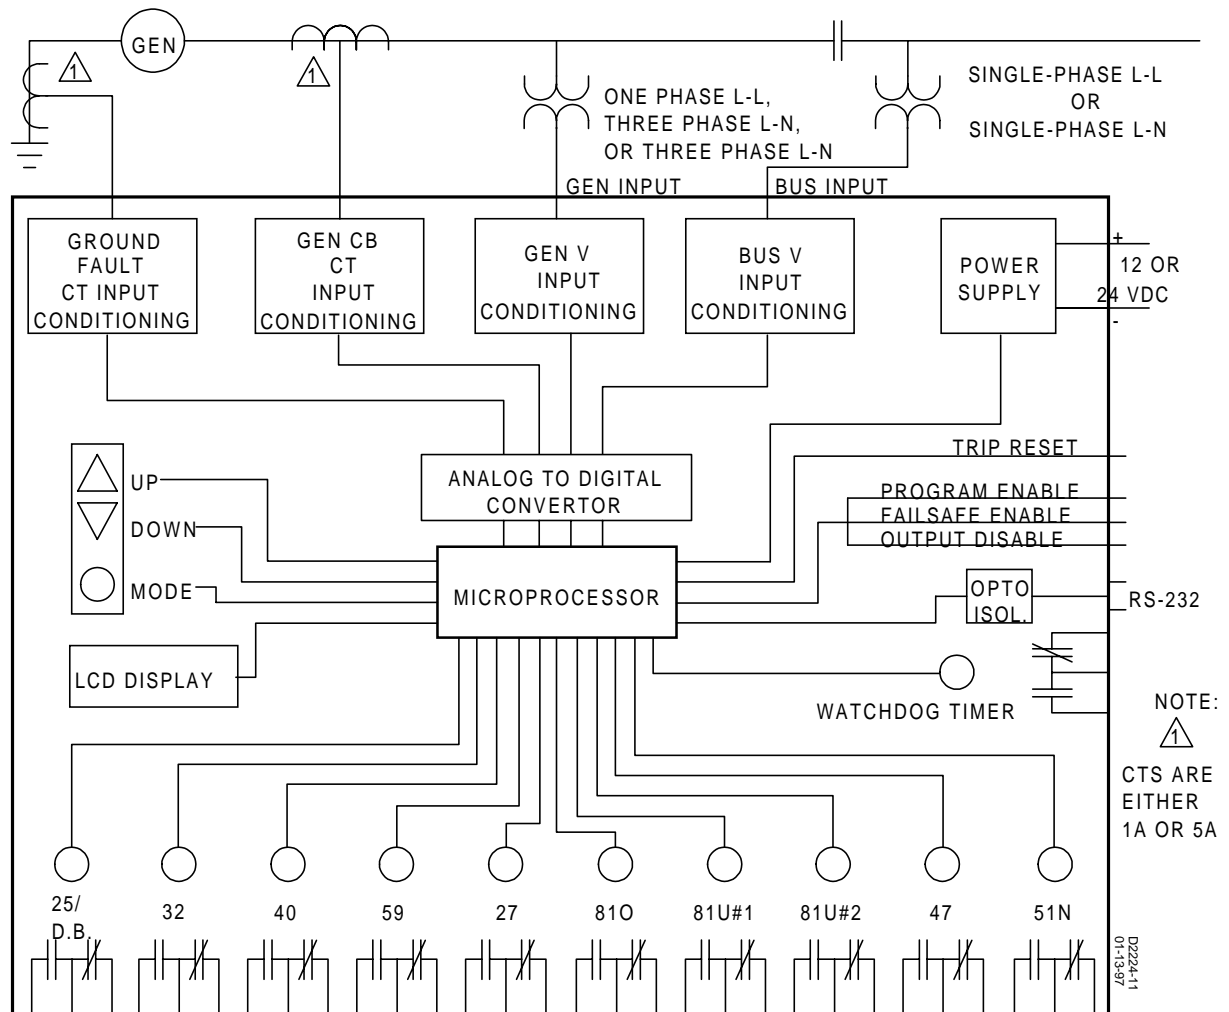 GEN
1
1
ONE PHASE L-L,
THREE PHASE L-N,
OR THREE PHASE L-N
SINGLE-PHASE L-L
OR
SINGLE-PHASE L-N
GEN INPUT
BUS INPUT
GROUND
FAULT
CT INPUT
CONDITIONING
GEN CB
CT
INPUT
CONDITIONING
GEN V
INPUT
CONDITIONING
BUS V
INPUT
CONDITIONING
POWER
SUPPLY
+
12 OR
24 VDC
-
UP
DOWN
MODE
ANALOG TO DIGITAL
CONVERTOR
TRIP RESET
PROGRAM ENABLE
FAILSAFE ENABLE
OUTPUT DISABLE
MICROPROCESSOR
OPTO
ISOL.
RS-232
LCD DISPLAY
WATCHDOG TIMER
NOTE:
1
CTS ARE
EITHER
1A OR 5A
25/
D.B.
32
40
59
27
81O
81U#1
81U#2
47
51N
D2224-11
01-13-97